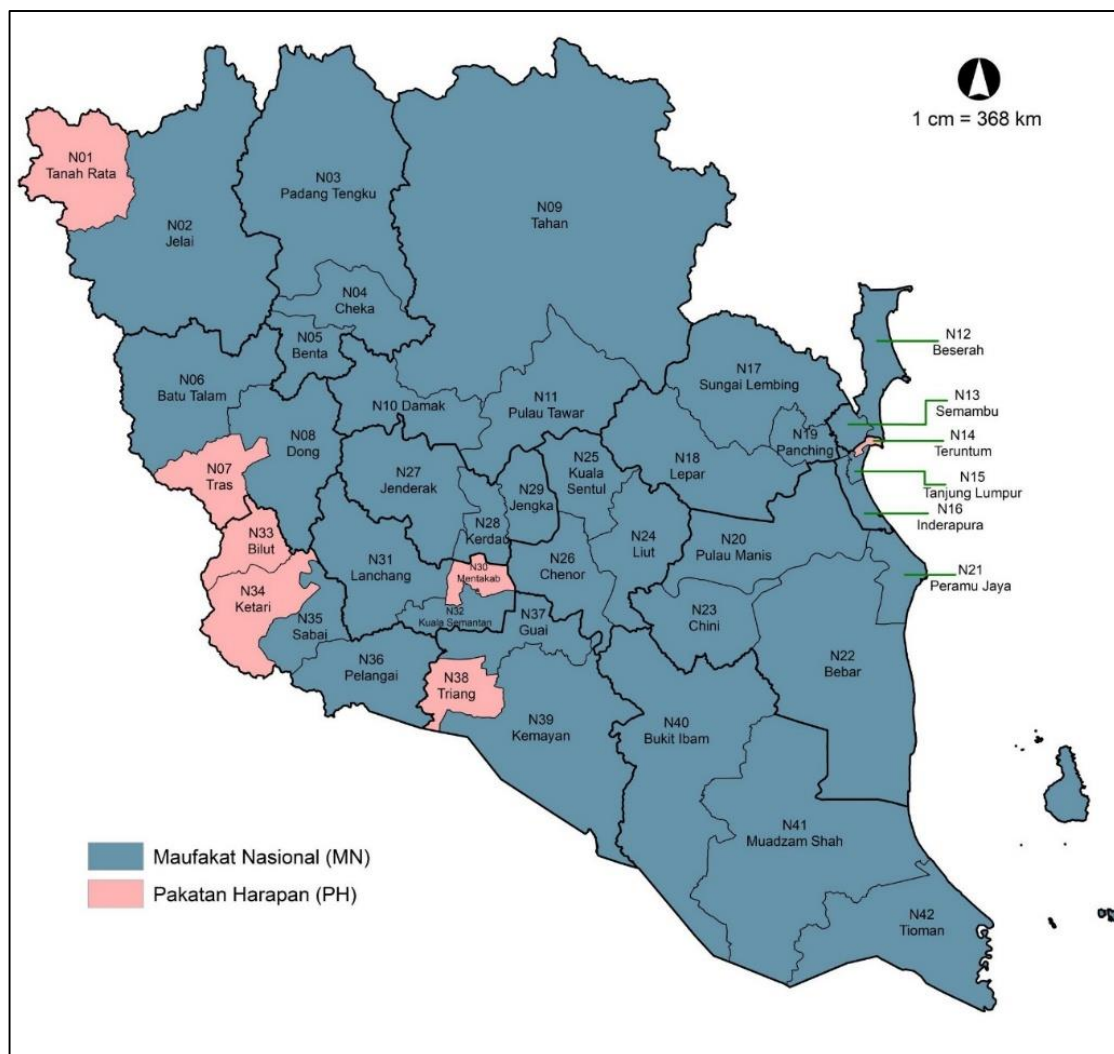 1 cm = 368 km
N01
Tanah Rata
N02
Jelai
N03
Padang Tengku
N09
Tahan
N04
Cheka
N05
Benta
N06
Batu Talam
N10 Damak
N11
Pulau Tawar
N17
Sungai Lembing
N12
Beserah
N13
Semambu
N14
Teruntum
N15
Tanjung Lumpur
N16
Inderapura
N07
Tras
N08
Dong
N27
Jenderak
N28
Kerdau
N29
Jengka
N25
Kuala
Sentul
N18
Lepar
N19
Panching
N33
Bilut
N34
Ketari
N31
Lanchang
N30
Mentakab
N26
Chenor
N24
Liut
N20
Pulau Manis
N21
Peramu Jaya
N35
Sabai
N32
Kuala Semantan
N37
Guai
N23
Chini
N22
Bebar
N36
Pelangai
N38
Triang
N39
Kemayan
N40
Bukit Ibam
N41
Muadzam Shah
N42
Tioman
Maufakat Nasional (MN)
Pakatan Harapan (PH)